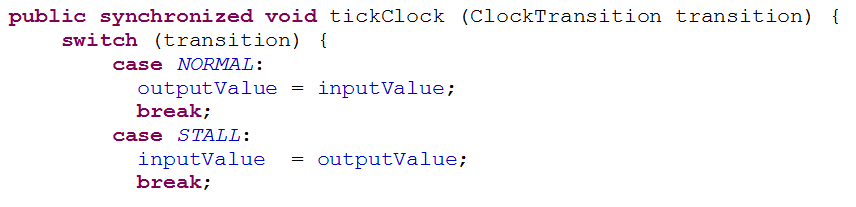 public synchronized void tickClock (ClockTransition transition) {
    switch (transition) {
        case NORMAL:
          outputValue = inputValue;
          break;
        case STALL:
          inputValue  = outputValue;
          break;